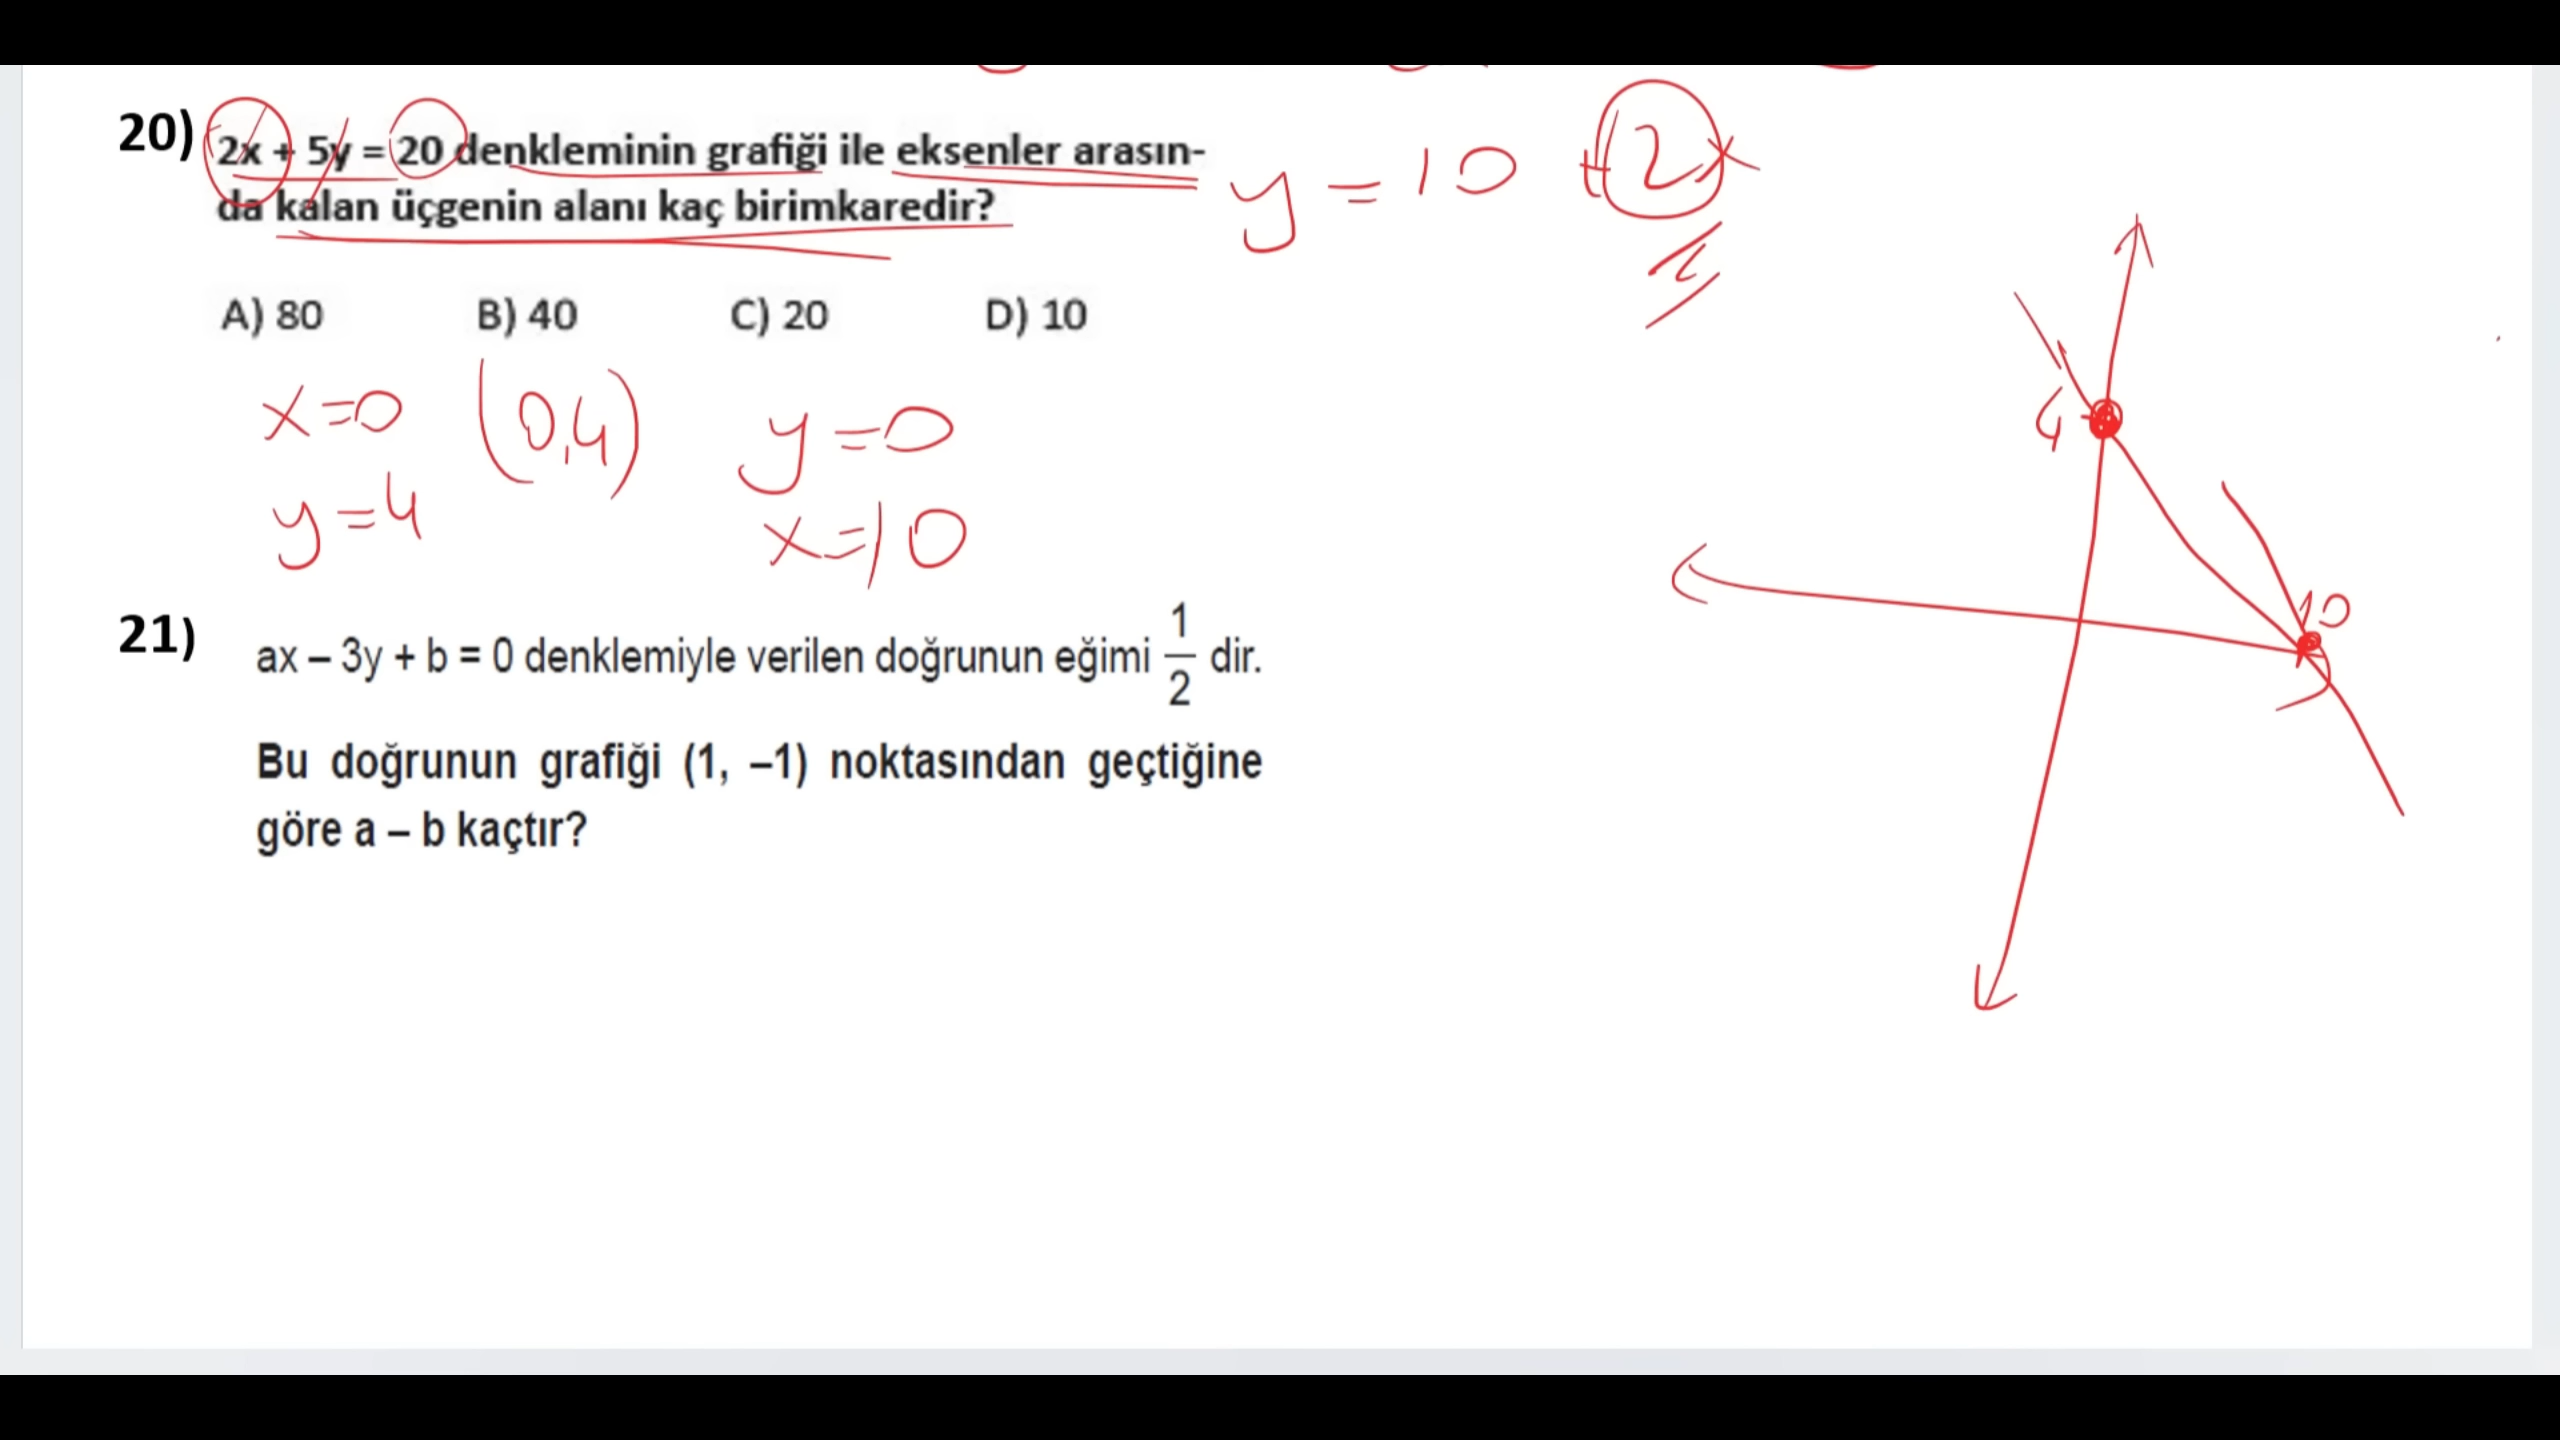 20) 2x + 5y = 20 denkleminin grafiği ile eksenler arasın-
da kalan üçgenin alanı kaç birimkaredir?
y = 10 + 2x
A) 80 B) 40 C) 20 D) 10
x=0 (0,4) y=0
y=4 x=10
4
10
21) ax – 3y + b = 0 denklemiyle verilen doğrunun eğimi 1/2 dir.
Bu doğrunun grafiği (1, –1) noktasından geçtiğine
göre a – b kaçtır?